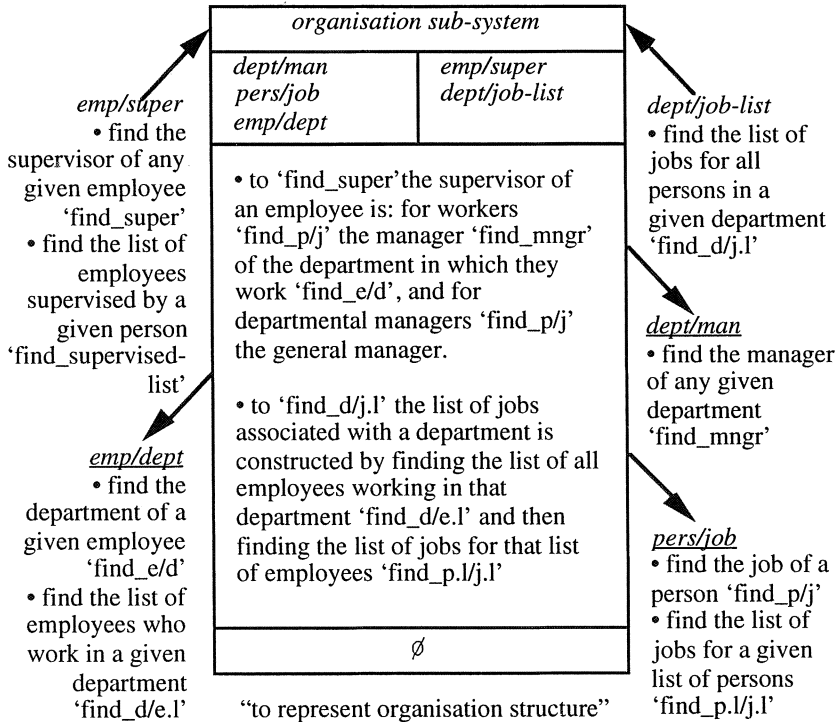 organisation sub-system
dept/man
pers/job
emp/dept
emp/super
dept/job-list
emp/super
• find the
supervisor of any
given employee
‘find_super’
• find the list of
employees
supervised by a
given person
‘find_supervised-
list’
emp/dept
• find the
department of a
given employee
‘find_e/d’
• find the list of
employees who
work in a given
department
‘find_d/e.l’
• to ‘find_super’the supervisor of
an employee is: for workers
‘find_p/j’ the manager ‘find_mngr’
of the department in which they
work ‘find_e/d’, and for
departmental managers ‘find_p/j’
the general manager.
• to ‘find_d/j.l’ the list of jobs
associated with a department is
constructed by finding the list of all
employees working in that
department ‘find_d/e.l’ and then
finding the list of jobs for that list
of employees ‘find_p.l/j.l’
∅
“to represent organisation structure”
dept/job-list
• find the list of
jobs for all
persons in a
given department
‘find_d/j.l’
dept/man
• find the manager
of any given
department
‘find_mngr’
pers/job
• find the job of a
person ‘find_p/j’
• find the list of
jobs for a given
list of persons
‘find_p.l/j.l’